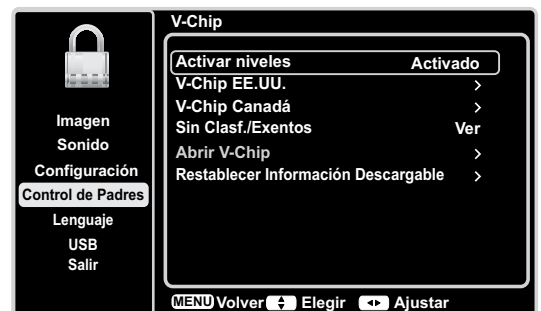 V-Chip
Activar niveles Activado
V-Chip EE.UU. >
V-Chip Canadá >
Sin Clasf./Exentos Ver
Abrir V-Chip >
Restablecer Información Descargable >
Imagen
Sonido
Configuración
Control de Padres
Lenguaje
USB
Salir
MENU Volver Elegir Ajustar